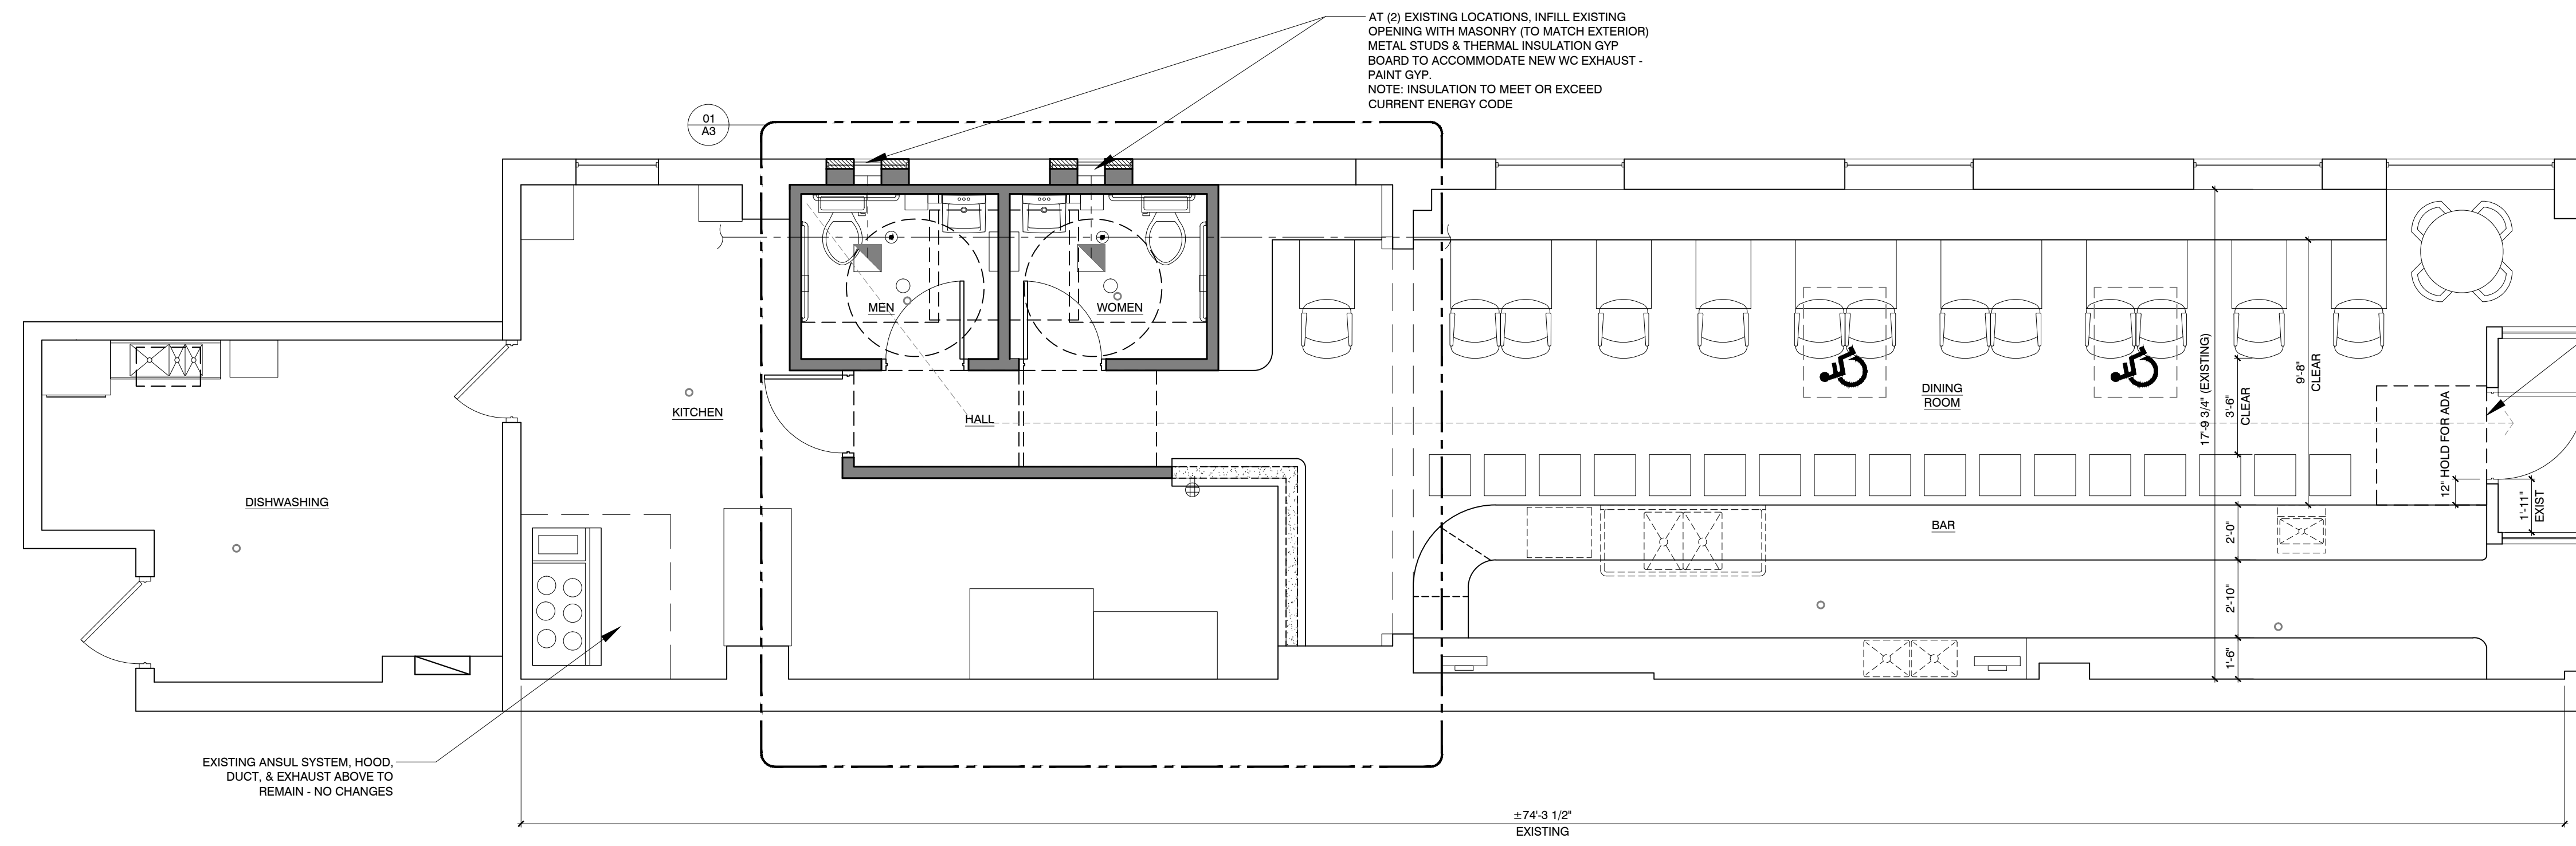 AT (2) EXISTING LOCATIONS, INFILL EXISTING
OPENING WITH MASONRY (TO MATCH EXTERIOR)
METAL STUDS & THERMAL INSULATION GYP
BOARD TO ACCOMMODATE NEW WC EXHAUST -
PAINT GYP.
NOTE: INSULATION TO MEET OR EXCEED
CURRENT ENERGY CODE
01
A3
MEN
WOMEN
KITCHEN
HALL
DINING
ROOM
17'-9 3/4" (EXISTING)
3'-6"
CLEAR
9'-8"
CLEAR
12" HOLD FOR ADA
1'-11"
EXIST
DISHWASHING
BAR
2'-0"
2'-10"
1'-6"
EXISTING ANSUL SYSTEM, HOOD,
DUCT, & EXHAUST ABOVE TO
REMAIN - NO CHANGES
±74'-3 1/2"
EXISTING